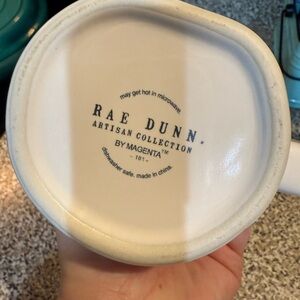 may get hot in microwave.
RAE DUNN.
ARTISAN COLLECTION
BY MAGENTA™
- 101 -
dishwasher safe. made in china.